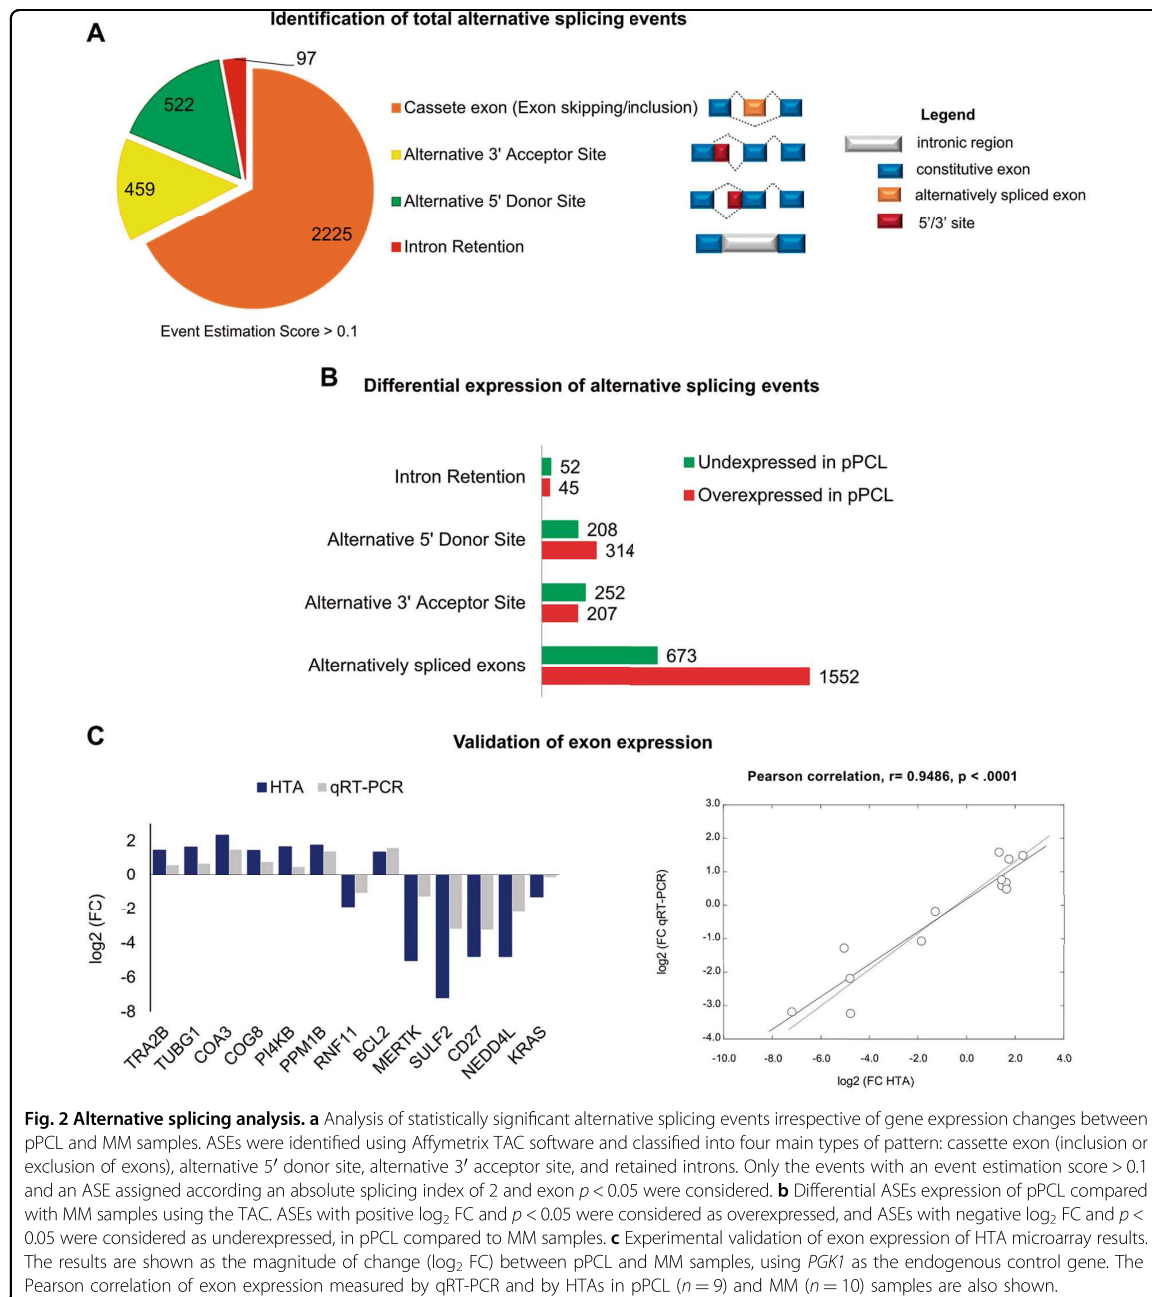 A
Identification of total alternative splicing events
97
522
459
2225
Event Estimation Score > 0.1
Cassete exon (Exon skipping/inclusion)
Alternative 3' Acceptor Site
Alternative 5' Donor Site
Intron Retention
Legend
intronic region
constitutive exon
alternatively spliced exon
5'/3' site
B
Differential expression of alternative splicing events
Undexpressed in pPCL
Overexpressed in pPCL
Intron Retention
52
45
Alternative 5' Donor Site
208
314
Alternative 3' Acceptor Site
252
207
Alternatively spliced exons
673
1552
C
Validation of exon expression
HTA qRT-PCR
log2 (FC)
2
0
-2
-4
-6
-8
TRA2B
TUBG1
COA3
COG8
PI4KB
PPM1B
RNF11
BCL2
MERTK
SULF2
CD27
NEDD4L
KRAS
Pearson correlation, r= 0.9486, p < .0001
log2 (FC qRT-PCR)
3.0
2.0
1.0
0.0
-1.0
-2.0
-3.0
-4.0
-10.0 -8.0 -6.0 -4.0 -2.0 0.0 2.0 4.0
log2 (FC HTA)
Fig. 2 Alternative splicing analysis. a Analysis of statistically significant alternative splicing events irrespective of gene expression changes between
pPCL and MM samples. ASEs were identified using Affymetrix TAC software and classified into four main types of pattern: cassette exon (inclusion or
exclusion of exons), alternative 5′ donor site, alternative 3′ acceptor site, and retained introns. Only the events with an event estimation score > 0.1
and an ASE assigned according an absolute splicing index of 2 and exon p < 0.05 were considered. b Differential ASEs expression of pPCL compared
with MM samples using the TAC. ASEs with positive log₂ FC and p < 0.05 were considered as overexpressed, and ASEs with negative log₂ FC and p <
0.05 were considered as underexpressed, in pPCL compared to MM samples. c Experimental validation of exon expression of HTA microarray results.
The results are shown as the magnitude of change (log₂ FC) between pPCL and MM samples, using PGK1 as the endogenous control gene. The
Pearson correlation of exon expression measured by qRT-PCR and by HTAs in pPCL (n = 9) and MM (n = 10) samples are also shown.